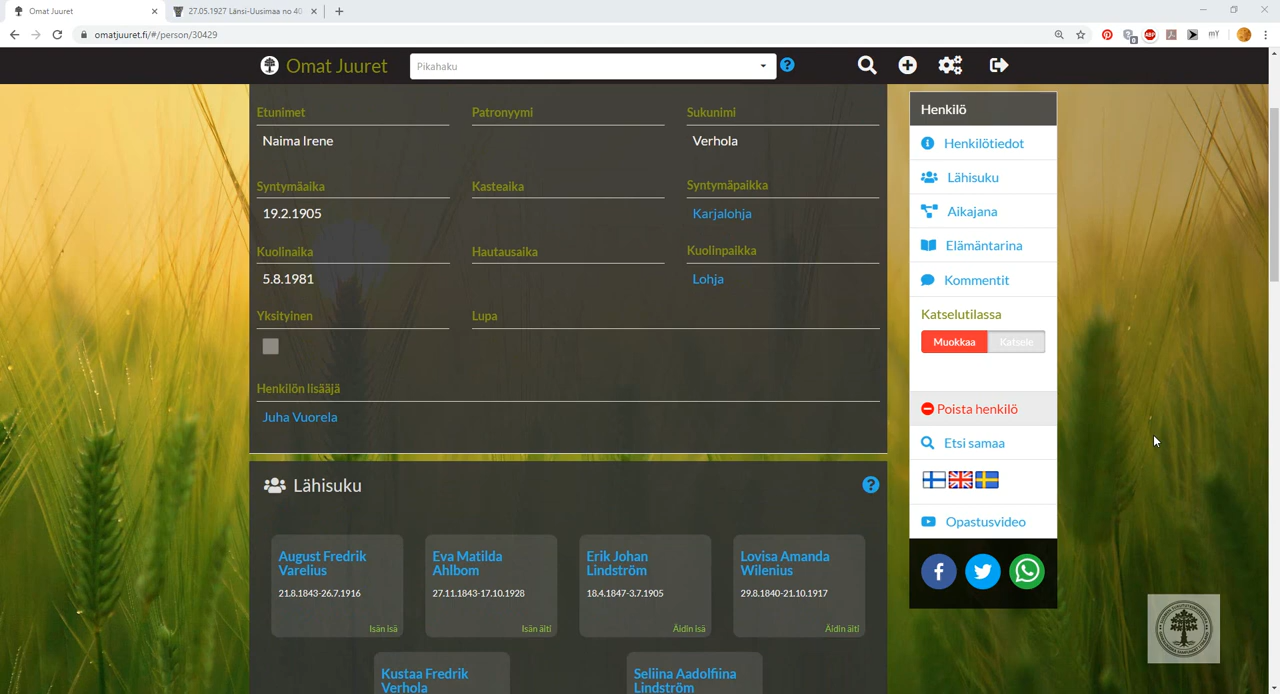 Omat Juuret
27.05.1927 Länsi-Uusimaa no 40
omatjuuret.fi/#/person/30429
Omat Juuret
Pikahaku
Etunimet
Patronyymi
Sukunimi
Naima Irene
Verhola
Syntymäaika
Kasteaika
Syntymäpaikka
19.2.1905
Karjalohja
Kuolinaika
Hautausaika
Kuolinpaikka
5.8.1981
Lohja
Yksityinen
Lupa
Henkilön lisääjä
Juha Vuorela
Lähisuku
August Fredrik
Varelius
21.8.1843-26.7.1916
Isän isä
Eva Matilda
Ahlbom
27.11.1843-17.10.1928
Isän äiti
Erik Johan
Lindström
18.4.1847-3.7.1905
Äidin isä
Lovisa Amanda
Wilenius
29.8.1840-21.10.1917
Äidin äiti
Kustaa Fredrik
Verhola
Seliina Aadolfiina
Lindström
Henkilö
Henkilötiedot
Lähisuku
Aikajana
Elämäntarina
Kommentit
Katselutilassa
Muokkaa
Katsele
Poista henkilö
Etsi samaa
Opastusvideo